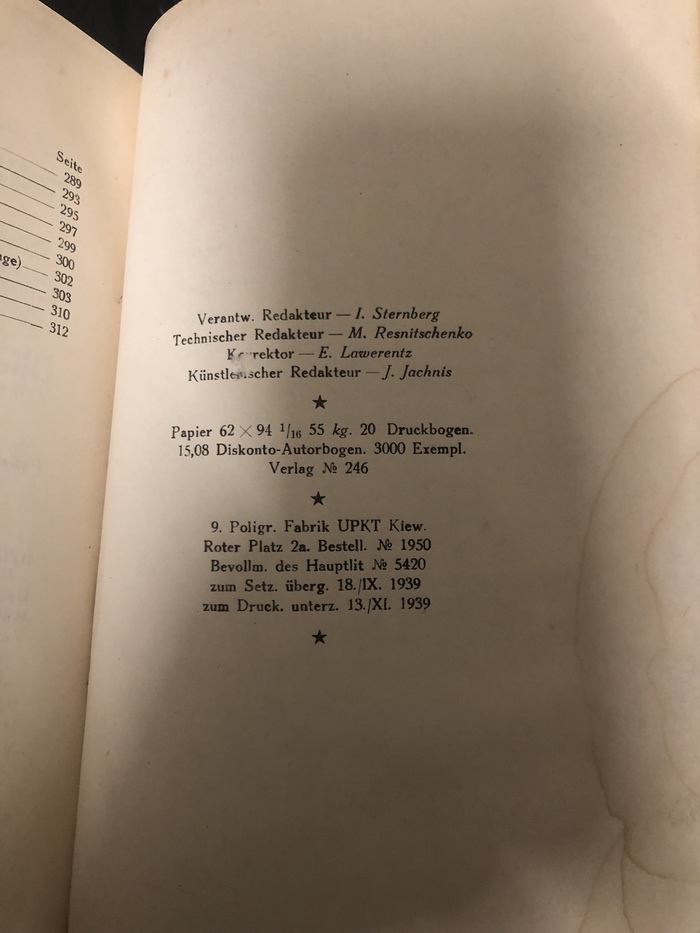 Seite
289
293
295
297
299
300
ge) 302
303
310
312
Verantw. Redakteur — I. Sternberg
Technischer Redakteur — M. Resnitschenko
Korrektor — E. Lawerentz
Künstlerischer Redakteur — J. Jachnis
★
Papier 62×94 1/16 55 kg. 20 Druckbogen.
15,08 Diskonto-Autorbogen. 3000 Exempl.
Verlag № 246
★
9. Poligr. Fabrik UPKT Kiew.
Roter Platz 2a. Bestell. № 1950
Bevollm. des Hauptlit № 5420
zum Setz. überg. 18./IX. 1939
zum Druck. unterz. 13./XI. 1939
★